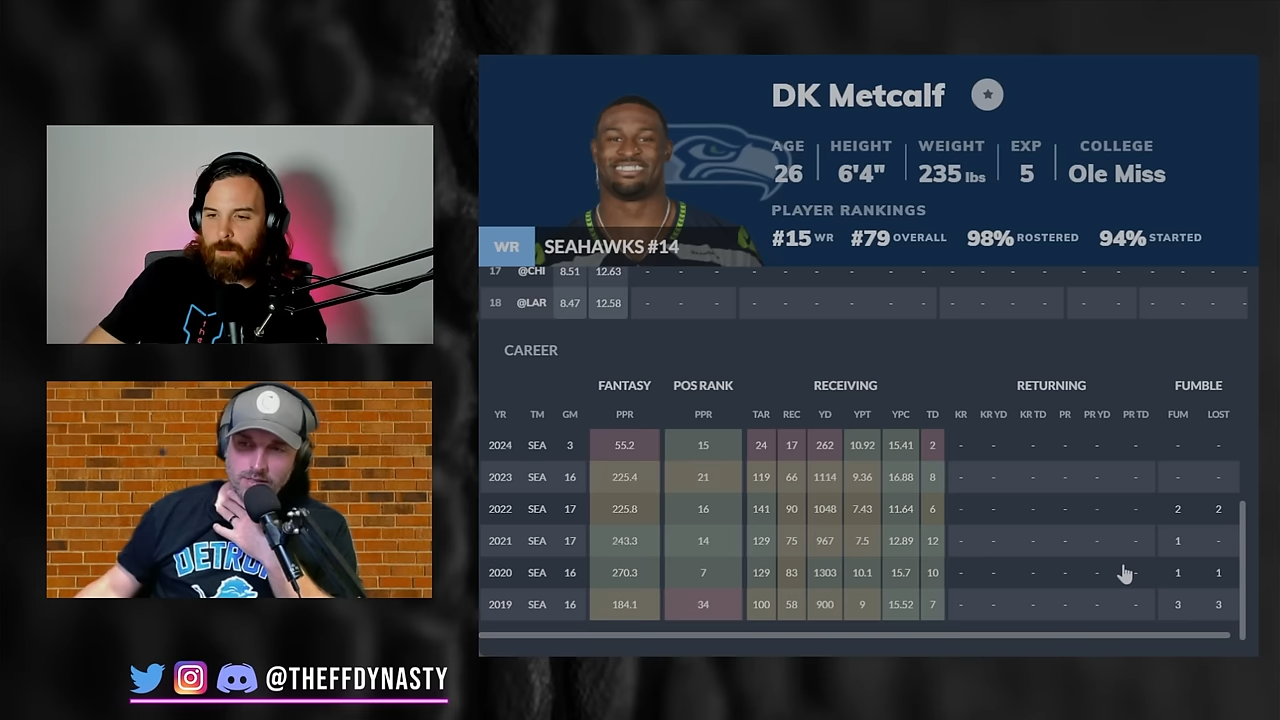 DK Metcalf
AGE HEIGHT WEIGHT EXP COLLEGE
26 6'4" 235 lbs 5 Ole Miss
PLAYER RANKINGS
#15 WR #79 OVERALL 98% ROSTERED 94% STARTED
WR SEAHAWKS #14
17 @CHI 8.51 12.63 - - - - - - - - - - - - - - - - -
18 @LAR 8.47 12.58 - - - - - - - - - - - - - - - - -
CAREER
FANTASY POS RANK RECEIVING RETURNING FUMBLE
YR TM GM PPR PPR TAR REC YD YPT YPC TD KR KR YD KR TD PR PR YD PR TD FUM LOST
2024 SEA 3 55.2 15 24 17 262 10.92 15.41 2 - - - - - - - -
2023 SEA 16 225.4 21 119 66 1114 9.36 16.88 8 - - - - - - - -
2022 SEA 17 225.8 16 141 90 1048 7.43 11.64 6 - - - - - - 2 2
2021 SEA 17 243.3 14 129 75 967 7.5 12.89 12 - - - - - - 1 -
2020 SEA 16 270.3 7 129 83 1303 10.1 15.7 10 - - - - - - 1 1
2019 SEA 16 184.1 34 100 58 900 9 15.52 7 - - - - - - 3 3
@THEFFDYNASTY